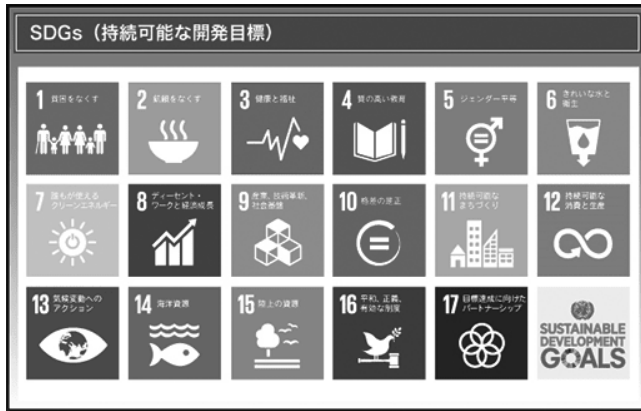 SDGs（持続可能な開発目標）
1 貧困をなくす
2 飢餓をなくす
3 健康と福祉
4 質の高い教育
5 ジェンダー平等
6 きれいな水と
衛生
7 誰もが使える
クリーンエネルギー
8 ディーセント・
ワークと経済成長
9 産業、技術革新、
社会基盤
10 格差の是正
11 持続可能な
まちづくり
12 持続可能な
消費と生産
13 気候変動への
アクション
14 海洋資源
15 陸上の資源
16 平和、正義、
有効な制度
17 目標達成に向けた
パートナーシップ
SUSTAINABLE
DEVELOPMENT
GOALS